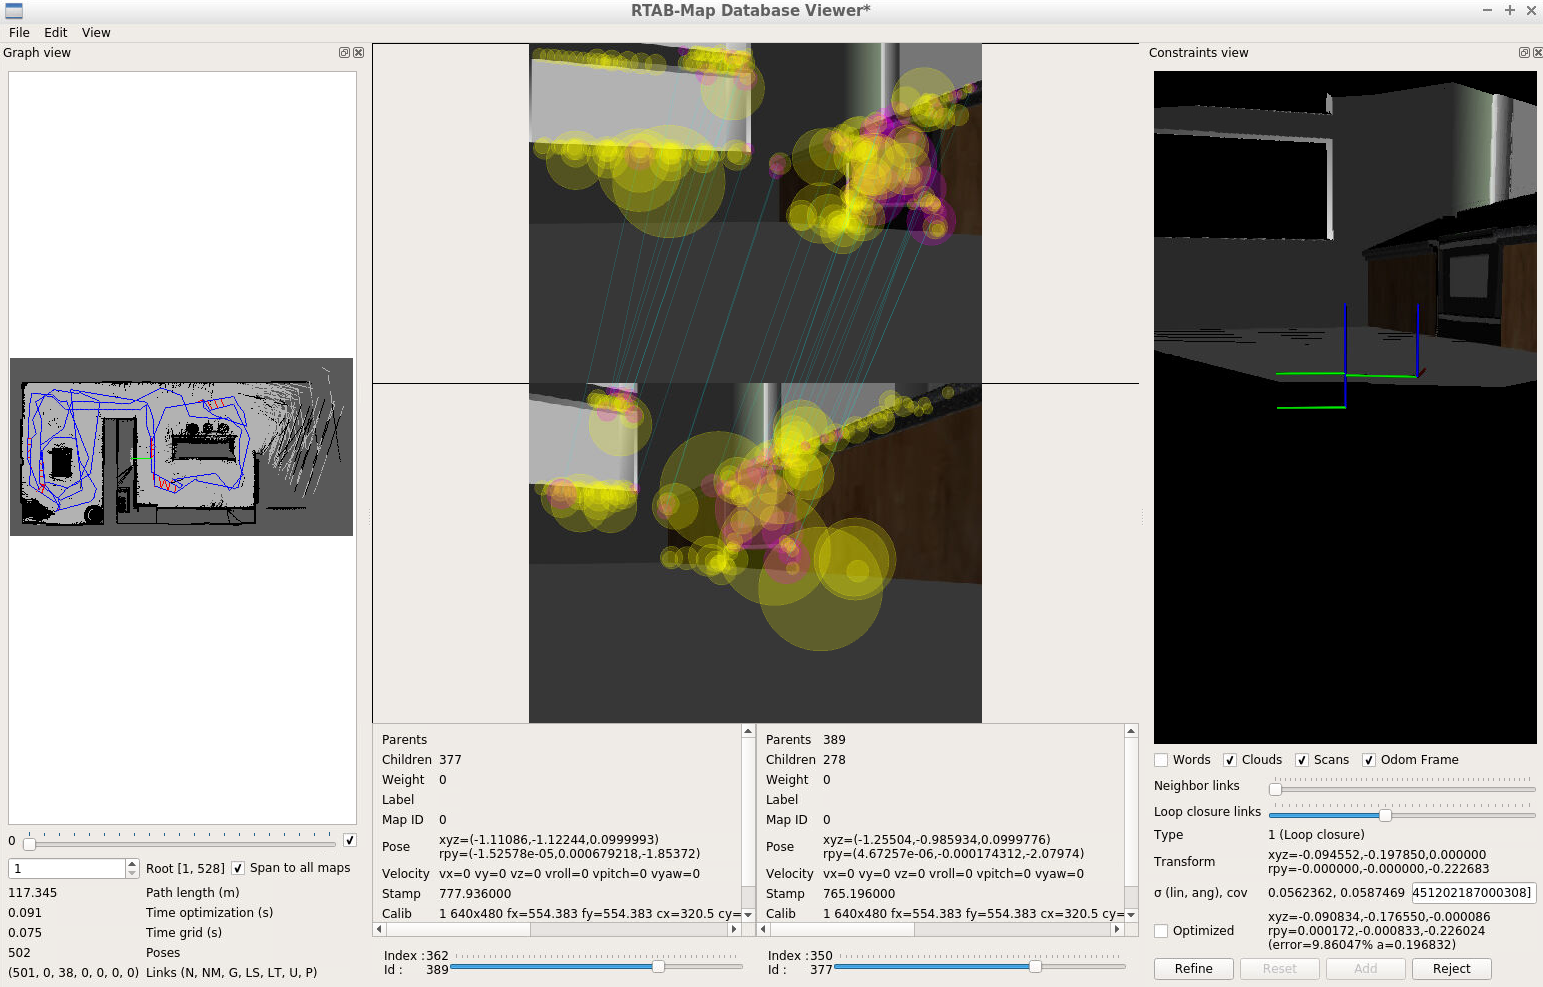 RTAB-Map Database Viewer*
File Edit View
Graph view
Constraints view
0
1 Root [1, 528] Span to all maps
117.345 Path length (m)
0.091 Time optimization (s)
0.075 Time grid (s)
502 Poses
(501, 0, 38, 0, 0, 0, 0) Links (N, NM, G, LS, LT, U, P)
Parents
Children 377
Weight 0
Label
Map ID 0
Pose xyz=(-1.11086,-1.12244,0.0999993)
rpy=(-1.52578e-05,0.000679218,-1.85372)
Velocity vx=0 vy=0 vz=0 vroll=0 vpitch=0 vyaw=0
Stamp 777.936000
Calib 1 640x480 fx=554.383 fy=554.383 cx=320.5 cy=
Index : 362
Id : 389
Parents 389
Children 278
Weight 0
Label
Map ID 0
Pose xyz=(-1.25504,-0.985934,0.0999776)
rpy=(4.67257e-06,-0.000174312,-2.07974)
Velocity vx=0 vy=0 vz=0 vroll=0 vpitch=0 vyaw=0
Stamp 765.196000
Calib 1 640x480 fx=554.383 fy=554.383 cx=320.5 cy=
Index : 350
Id : 377
Words Clouds Scans Odom Frame
Neighbor links
Loop closure links
Type 1 (Loop closure)
Transform xyz=-0.094552,-0.197850,0.000000
rpy=-0.000000,-0.000000,-0.222683
σ (lin, ang), cov 0.0562362, 0.0587469 451202187000308]
Optimized xyz=-0.090834,-0.176550,-0.000086
rpy=0.000172,-0.000833,-0.226024
(error=9.86047% a=0.196832)
Refine Reset Add Reject